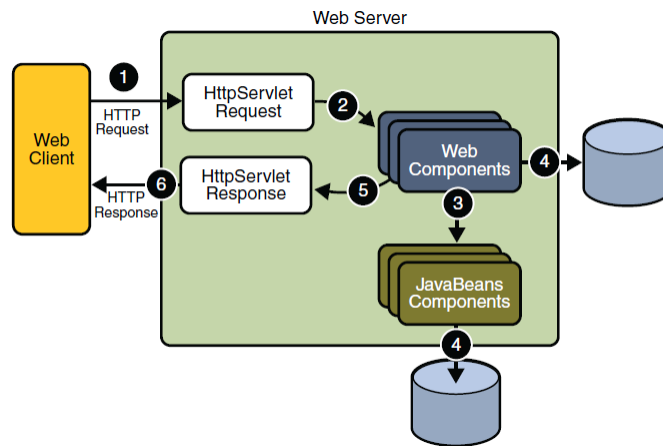 Web Server
1
HttpServlet
Request
2
HTTP
Request
Web
Client
Web
Components
4
HttpServlet
Response
5
6
HTTP
Response
3
JavaBeans
Components
4